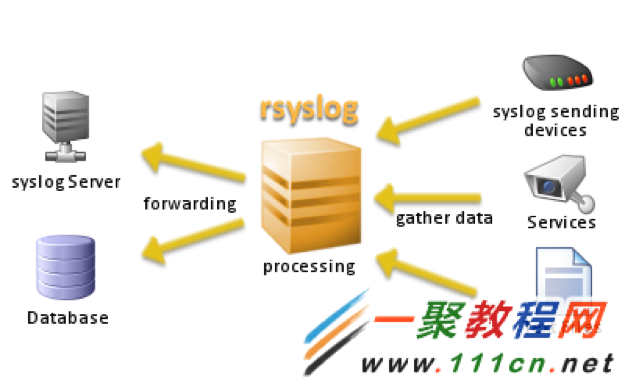 rsyslog
syslog sending
devices
syslog Server
forwarding
gather data
Services
processing
Database
一聚教程网
www.111cn.net